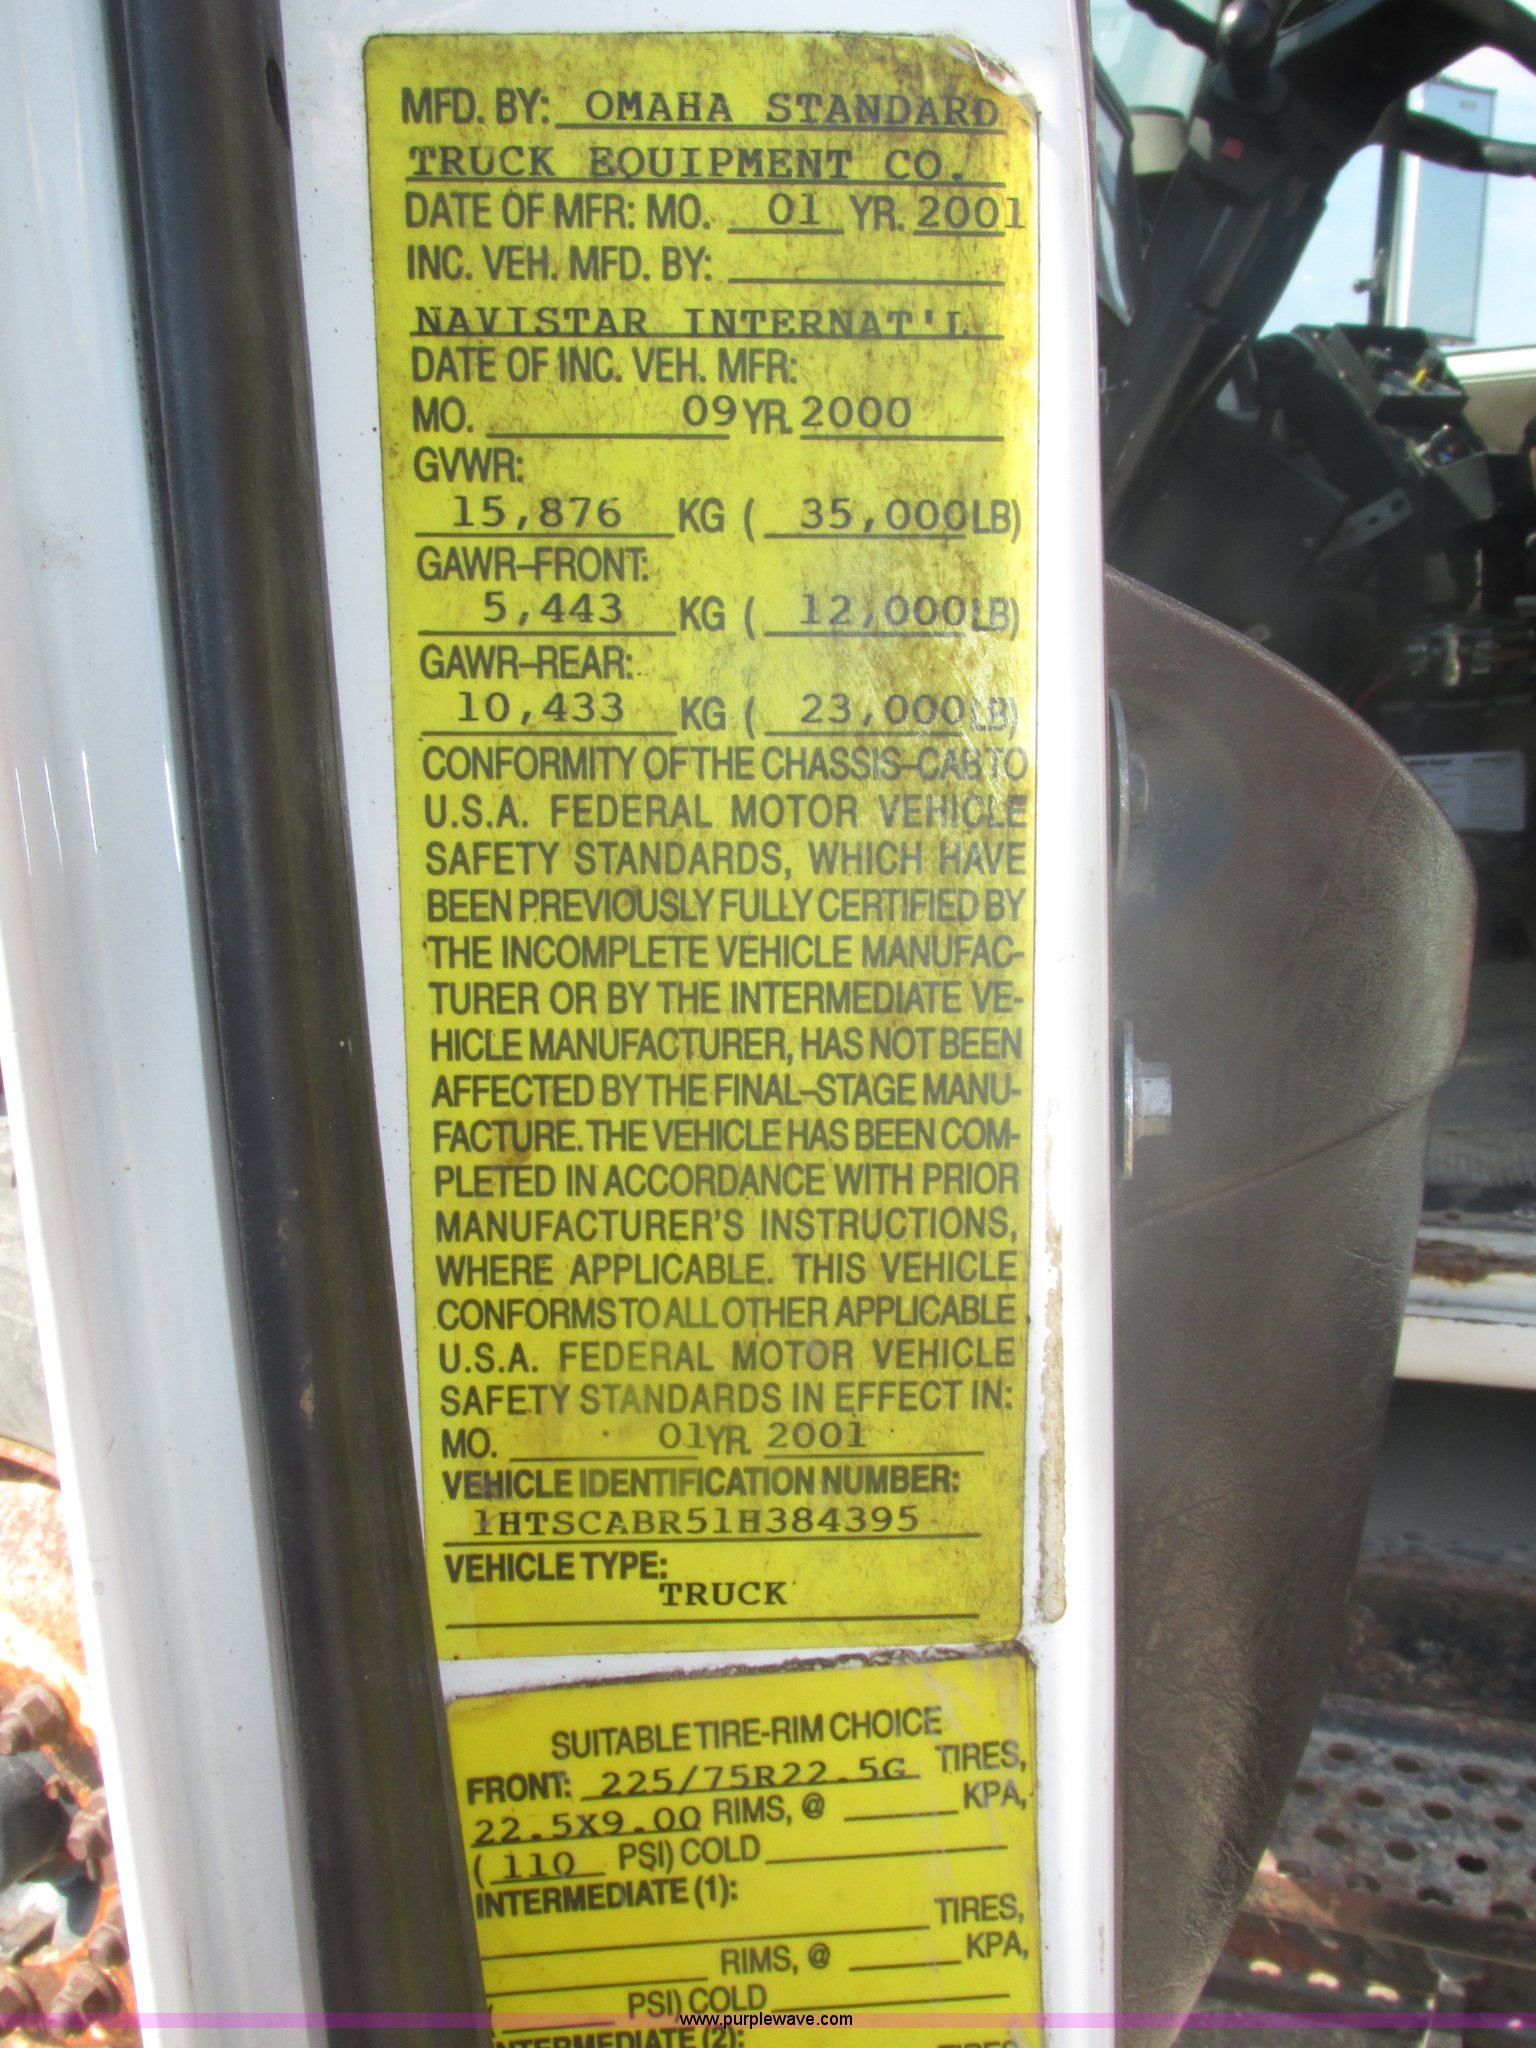 MFD. BY: OMAHA STANDARD
TRUCK EQUIPMENT CO.
DATE OF MFR: MO. 01 YR. 2001
INC. VEH. MFD. BY:
NAVISTAR INTERNAT'L
DATE OF INC. VEH. MFR:
MO. 09 YR. 2000
GVWR:
15,876 KG ( 35,000 LB)
GAWR-FRONT:
5,443 KG ( 12,000 LB)
GAWR-REAR:
10,433 KG ( 23,000 LB)
CONFORMITY OF THE CHASSIS-CAB TO
U.S.A. FEDERAL MOTOR VEHICLE
SAFETY STANDARDS, WHICH HAVE
BEEN PREVIOUSLY FULLY CERTIFIED BY
THE INCOMPLETE VEHICLE MANUFAC-
TURER OR BY THE INTERMEDIATE VE-
HICLE MANUFACTURER, HAS NOT BEEN
AFFECTED BY THE FINAL-STAGE MANU-
FACTURE. THE VEHICLE HAS BEEN COM-
PLETED IN ACCORDANCE WITH PRIOR
MANUFACTURER'S INSTRUCTIONS,
WHERE APPLICABLE. THIS VEHICLE
CONFORMS TO ALL OTHER APPLICABLE
U.S.A. FEDERAL MOTOR VEHICLE
SAFETY STANDARDS IN EFFECT IN:
MO. 01 YR. 2001
VEHICLE IDENTIFICATION NUMBER:
1HTSCABR51H384395
VEHICLE TYPE:
TRUCK
SUITABLE TIRE-RIM CHOICE
FRONT: 225/75R22.5G TIRES,
22.5X9.00 RIMS, @ KPA,
( 110 PSI) COLD
INTERMEDIATE (1):
TIRES,
RIMS, @ KPA,
( PSI) COLD
INTERMEDIATE (2):
TIRES
www.purplewave.com